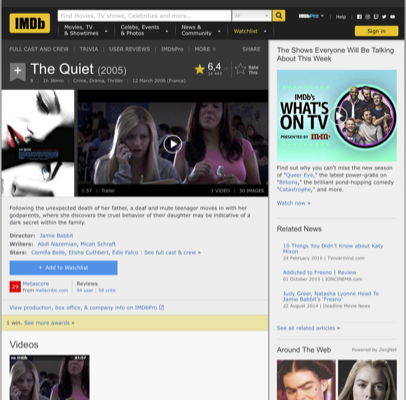 IMDb
Find Movies, TV shows, Celebrities and more...
All
IMDbPro
Help
Movies, TV
& Showtimes
Celebs, Events
& Photos
News &
Community
Watchlist
Sign in
FULL CAST AND CREW | TRIVIA | USER REVIEWS | IMDbPro | MORE
SHARE
The Quiet (2005)
6,4
Rate
This
R | 1h 36min | Crime, Drama, Thriller | 12 March 2008 (France)
1:57 | Trailer
1 VIDEO | 30 IMAGES
Following the unexpected death of her father, a deaf and mute teenager moves in with her
godparents, where she discovers the cruel behavior of their daughter may be indicative of a
dark secret within the family.
Director: Jamie Babbit
Writers: Abdi Nazemian, Micah Schraft
Stars: Camilla Belle, Elisha Cuthbert, Edie Falco | See full cast & crew »
+ Add to Watchlist
29
Metascore
From metacritic.com
Reviews
94 user | 58 critic
View production, box office, & company info on IMDbPro
1 win. See more awards »
Videos
The Shows Everyone Will Be Talking
About This Week
IMDb's
WHAT'S
ON TV
PRESENTED BY M&M'S
Find out why you can't miss the new season
of "Queer Eye," the latest power-grabs on
"Billions," the brilliant pond-hopping comedy
"Catastrophe," and more.
Watch now »
Related News
10 Things You Didn't Know about Katy
Mixon
24 February 2019 | TVovermind.com
Addicted to Fresno | Review
01 October 2015 | IONCINEMA.com
Judy Greer, Natasha Lyonne Head To
Jamie Babbit's 'Fresno'
22 August 2014 | Deadline Movie News
See all related articles »
Around The Web
Powered by ZergNet